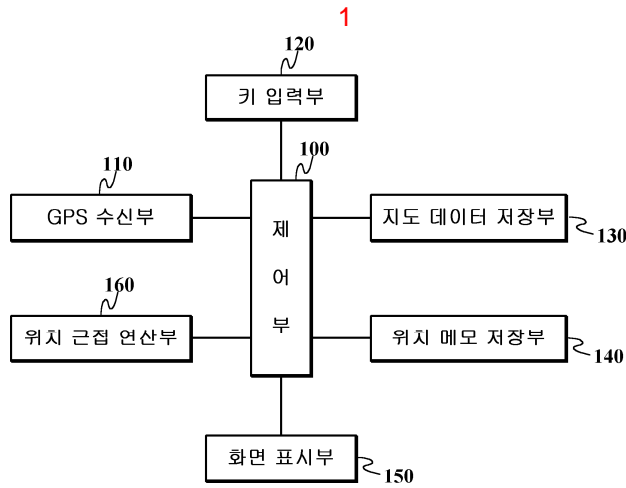 1
120
키 입력부
100
110
GPS 수신부
제어부
지도 데이터 저장부
130
160
위치 근접 연산부
위치 메모 저장부
140
화면 표시부
150